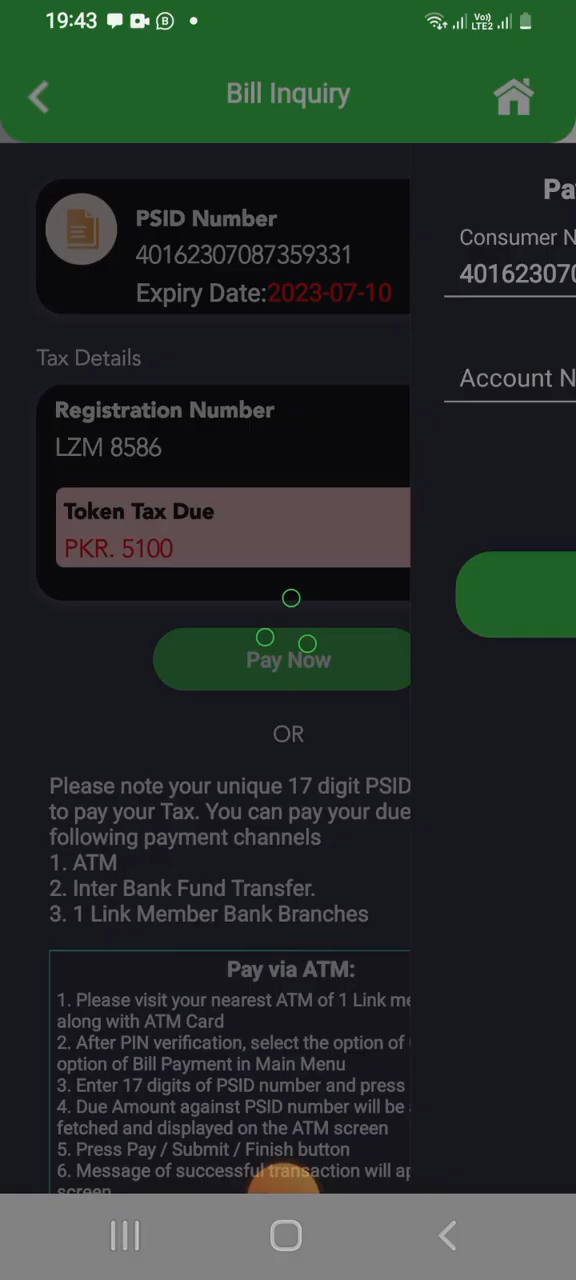 19:43
Vo))
LTE2
Bill Inquiry
PSID Number
40162307087359331
Expiry Date:2023-07-10
Tax Details
Registration Number
LZM 8586
Token Tax Due
PKR. 5100
Pay Now
OR
Please note your unique 17 digit PSID
to pay your Tax. You can pay your due
following payment channels
1. ATM
2. Inter Bank Fund Transfer.
3. 1 Link Member Bank Branches
Pay via ATM:
1. Please visit your nearest ATM of 1 Link me
along with ATM Card
2. After PIN verification, select the option of
option of Bill Payment in Main Menu
3. Enter 17 digits of PSID number and press
4. Due Amount against PSID number will be
fetched and displayed on the ATM screen
5. Press Pay / Submit / Finish button
6. Message of successful transaction will ap
screen
Pa
Consumer N
401623070
Account N